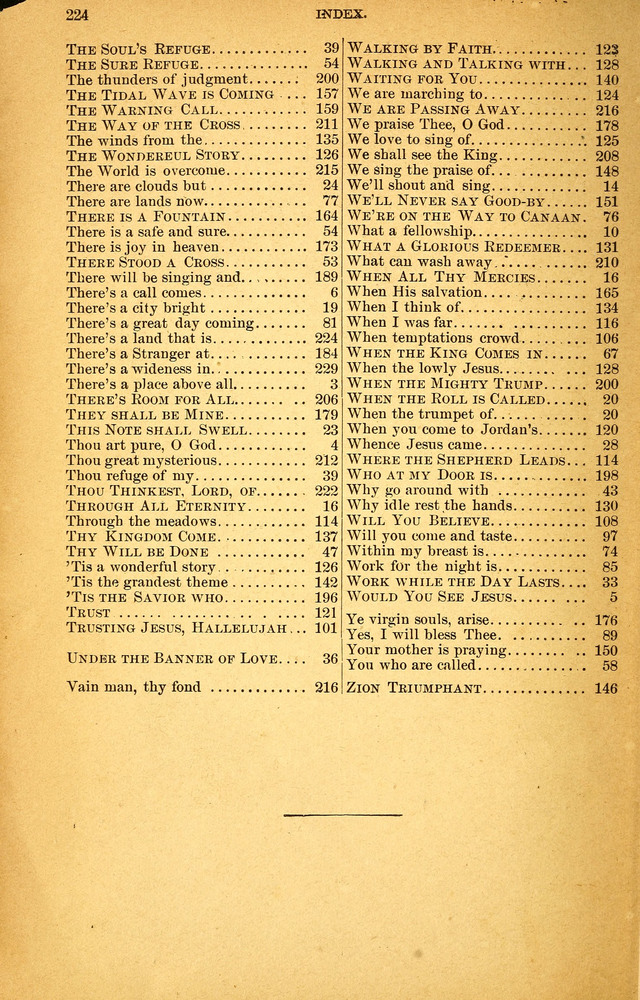 224 INDEX.
THE SOUL'S REFUGE............. 39
THE SURE REFUGE............... 54
The thunders of judgment....... 200
THE TIDAL WAVE IS COMING .... 157
THE WARNING CALL............. 159
THE WAY OF THE CROSS......... 211
The winds from the............ 135
THE WONDEREUL STORY......... 126
The World is overcome......... 215
There are clouds but ............ 24
There are lands now............ 77
THERE IS A FOUNTAIN.......... 164
There is a safe and sure.......... 54
There is joy in heaven.......... 173
THERE STOOD A CROSS.......... 53
There will be singing and........ 189
There's a call comes............. 6
There's a city bright ............ 19
There's a great day coming....... 81
There's a land that is............ 224
There's a Stranger at............ 184
There's a wideness in............ 229
There's a place above all.......... 3
THERE'S ROOM FOR ALL....... .. 206
THEY SHALL BE MINE........... 179
THIS NOTE SHALL SWELL........ 23
Thou art pure, O God............ 4
Thou great mysterious........... 212
Thou refuge of my.............. 39
THOU THINKEST, LORD, OF....... 222
THROUGH ALL ETERNITY........ 16
Through the meadows........... 114
THY KINGDOM COME............ 137
THY WILL BE DONE ............ 47
'Tis a wonderful story........... 126
'Tis the grandest theme .......... 142
'TIS THE SAVIOR WHO.......... 196
TRUST ...... .............. . .... 121
TRUSTING JESUS, HALLELUJAH... 101
UNDER THE BANNER OF LOVE.... 36
Vain man, thy fond ............ 216
WALKING BY FAITH............. 123
WALKING AND TALKING WITH... 128
WAITING FOR YOU.............. 140
We are marching to............. 124
WE ARE PASSING AWAY......... 216
We praise Thee, O God.......... 178
We love to sing of............... 125
We shall see the King............ 208
We sing the praise of............ 148
We'll shout and sing............ 14
WE'LL NEVER SAY GOOD-BY...... 151
WE'RE ON THE WAY TO CANAAN. 76
What a fellowship............... 10
WHAT A GLORIOUS REDEEMER.... 131
What can wash away............ 210
WHEN ALL THY MERCIES........ 16
When His salvation............. 165
When I think of................ 134
When I was far................. 116
When temptations crowd........ 106
WHEN THE KING COMES IN...... 67
When the lowly Jesus........... 128
WHEN THE MIGHTY TRUMP...... 200
WHEN THE ROLL IS CALLED..... 20
When the trumpet of............ 20
When you come to Jordan's...... 120
Whence Jesus came............. 28
WHERE THE SHEPHERD LEADS... 114
WHO AT MY DOOR IS............ 198
Why go around with ........... 43
Why idle rest the hands.......... 130
WILL YOU BELIEVE............. 108
Will you come and taste.......... 97
Within my breast is............. 74
Work for the night is............ 85
WORK WHILE THE DAY LASTS.... 33
WOULD YOU SEE JESUS...... ... 5
Ye virgin souls, arise........... .. 176
Yes, I will bless Thee. .......... 89
Your mother is praying.......... 150
You who are called.............. 58
ZION TRIUMPHANT.............. 146